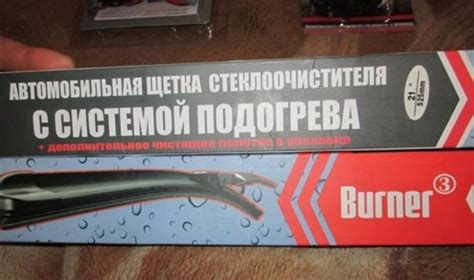 АВТОМОБИЛЬНАЯ ЩЕТКА СТЕКЛООЧИСТИТЕЛЯ
С СИСТЕМОЙ ПОДОГРЕВА
+ дополнительное чистящее полотно в упаковке
21"
525mm
Burner 3